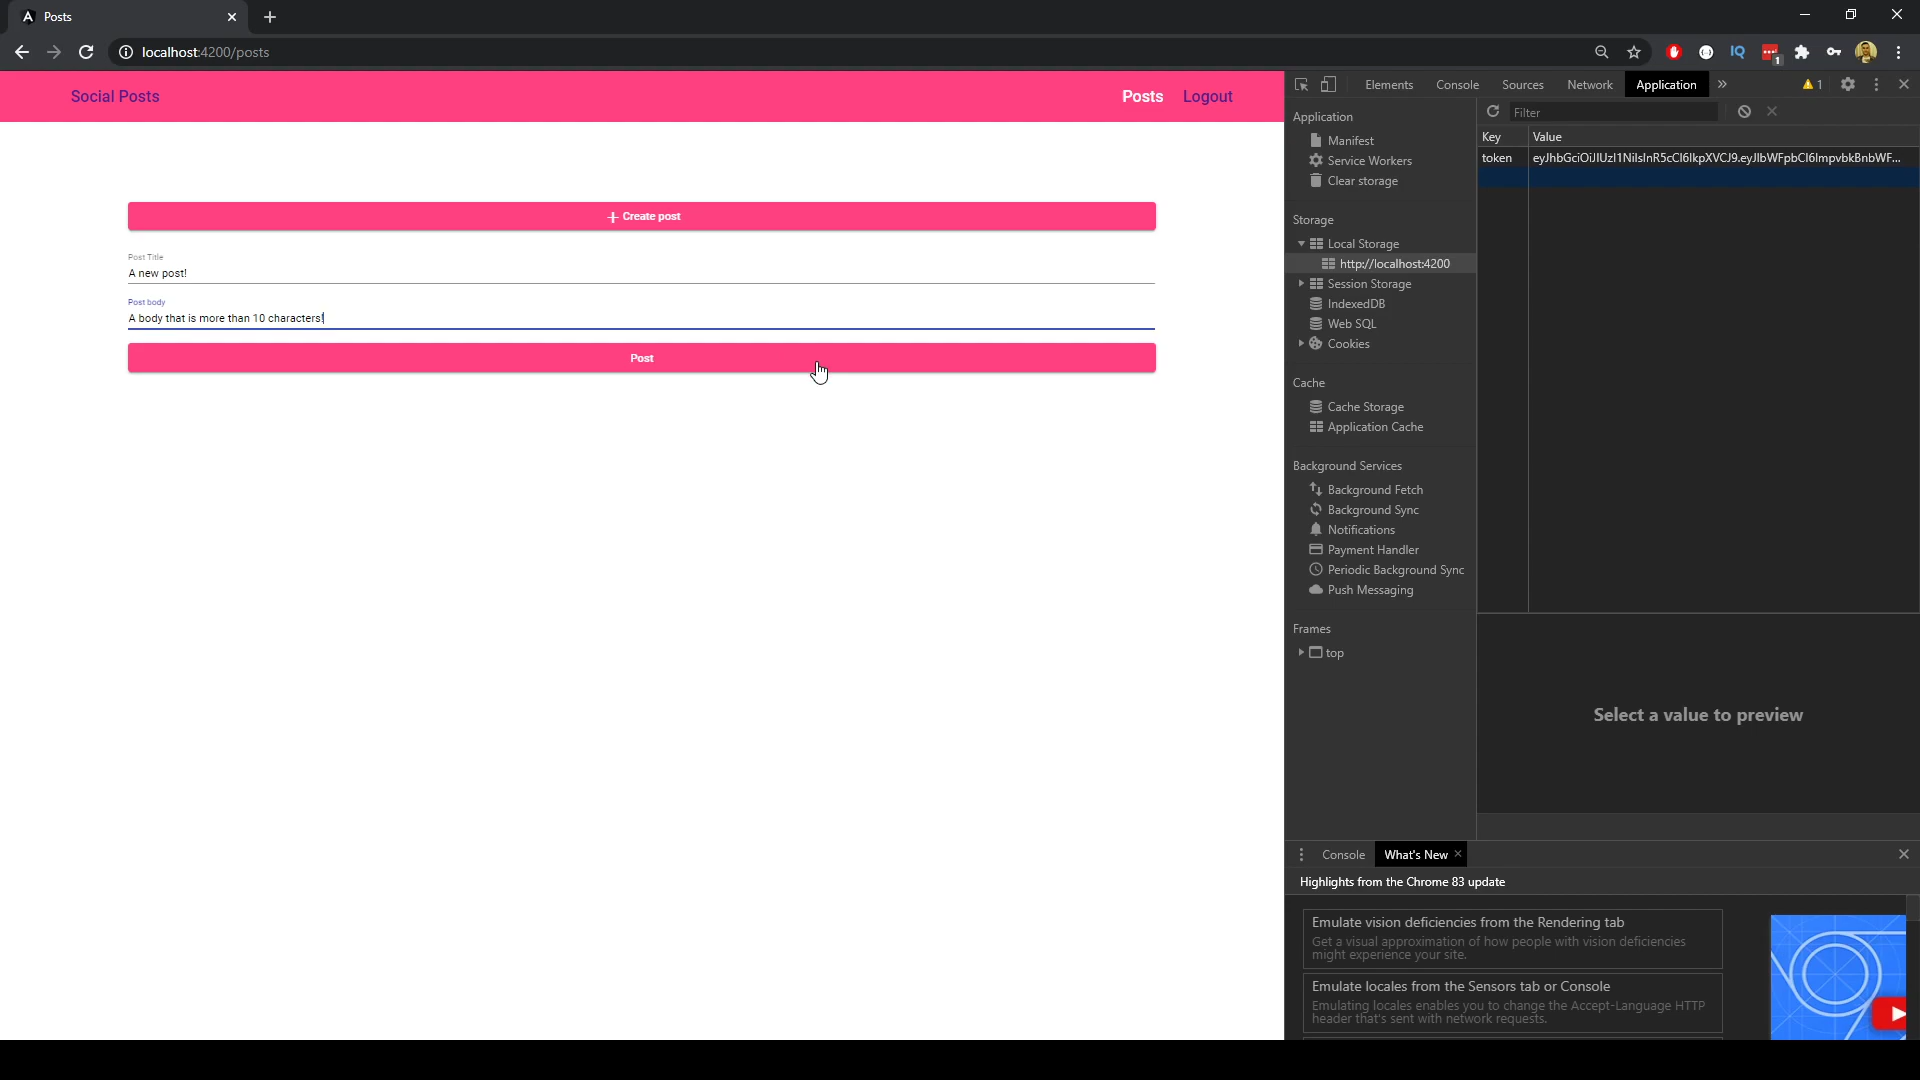 Posts
localhost:4200/posts
1
Social Posts
Posts
Logout
Create post
Post Title
A new post!
Post body
A body that is more than 10 characters!
Post
Elements
Console
Sources
Network
Application
1
Filter
Application
Manifest
Service Workers
Clear storage
Storage
Local Storage
http://localhost:4200
Session Storage
IndexedDB
Web SQL
Cookies
Cache
Cache Storage
Application Cache
Background Services
Background Fetch
Background Sync
Notifications
Payment Handler
Periodic Background Sync
Push Messaging
Frames
top
Key
Value
token
Select a value to preview
Console
What's New
Highlights from the Chrome 83 update
Emulate vision deficiencies from the Rendering tab
Get a visual approximation of how people with vision deficiencies
might experience your site.
Emulate locales from the Sensors tab or Console
Emulating locales enables you to change the Accept-Language HTTP
header that's sent with network requests.